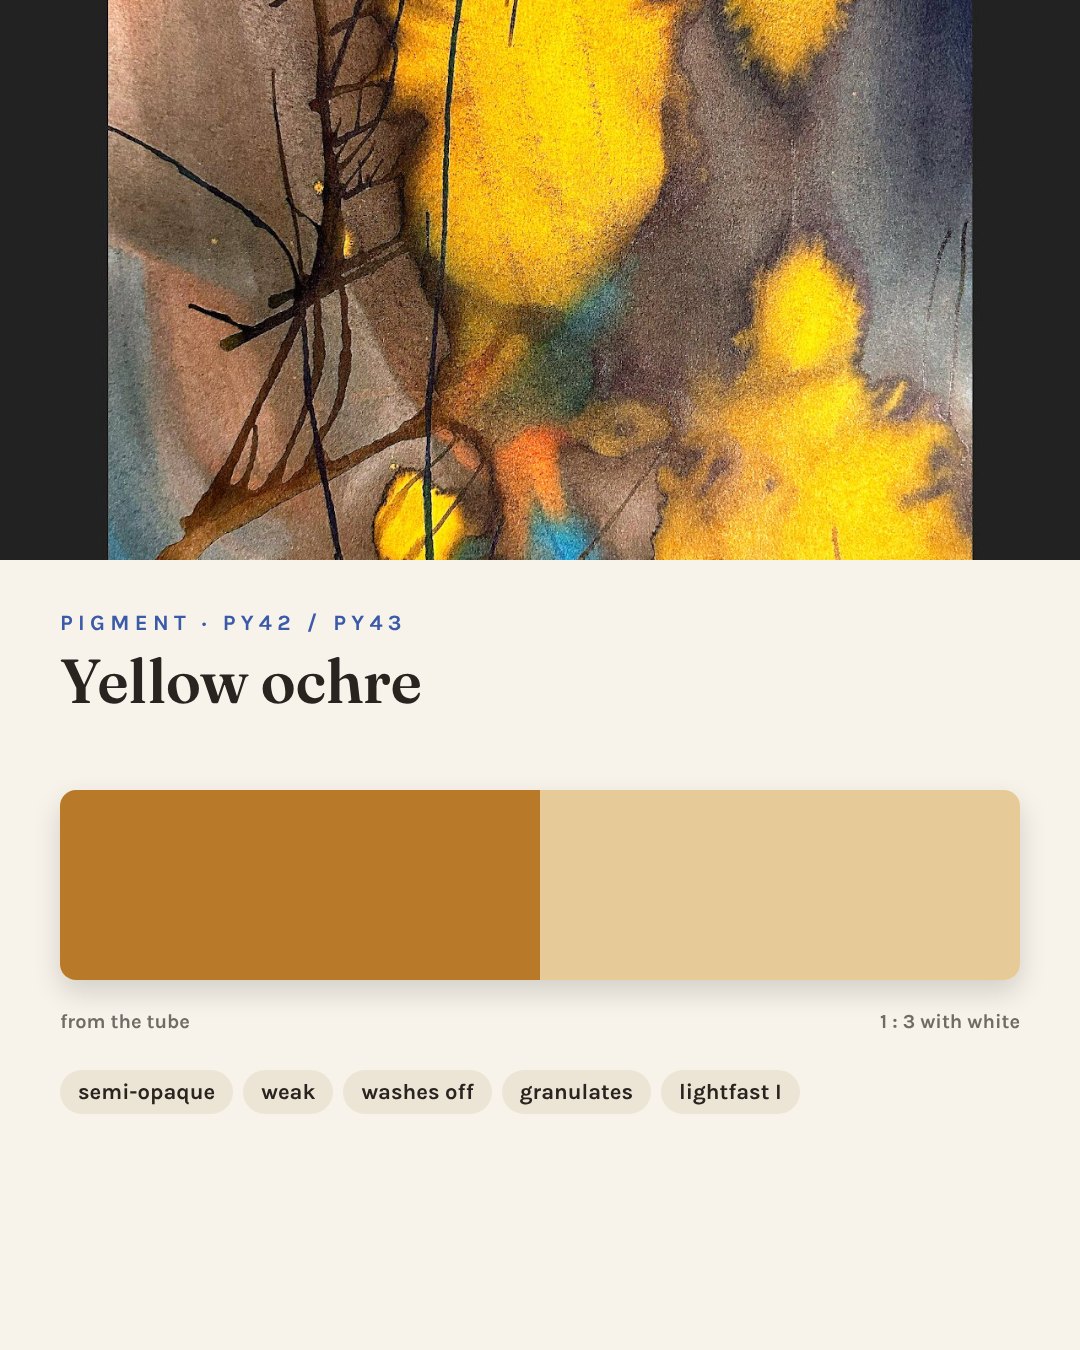 PIGMENT · PY42 / PY43
Yellow ochre
from the tube
1 : 3 with white
semi-opaque
weak
washes off
granulates
lightfast I